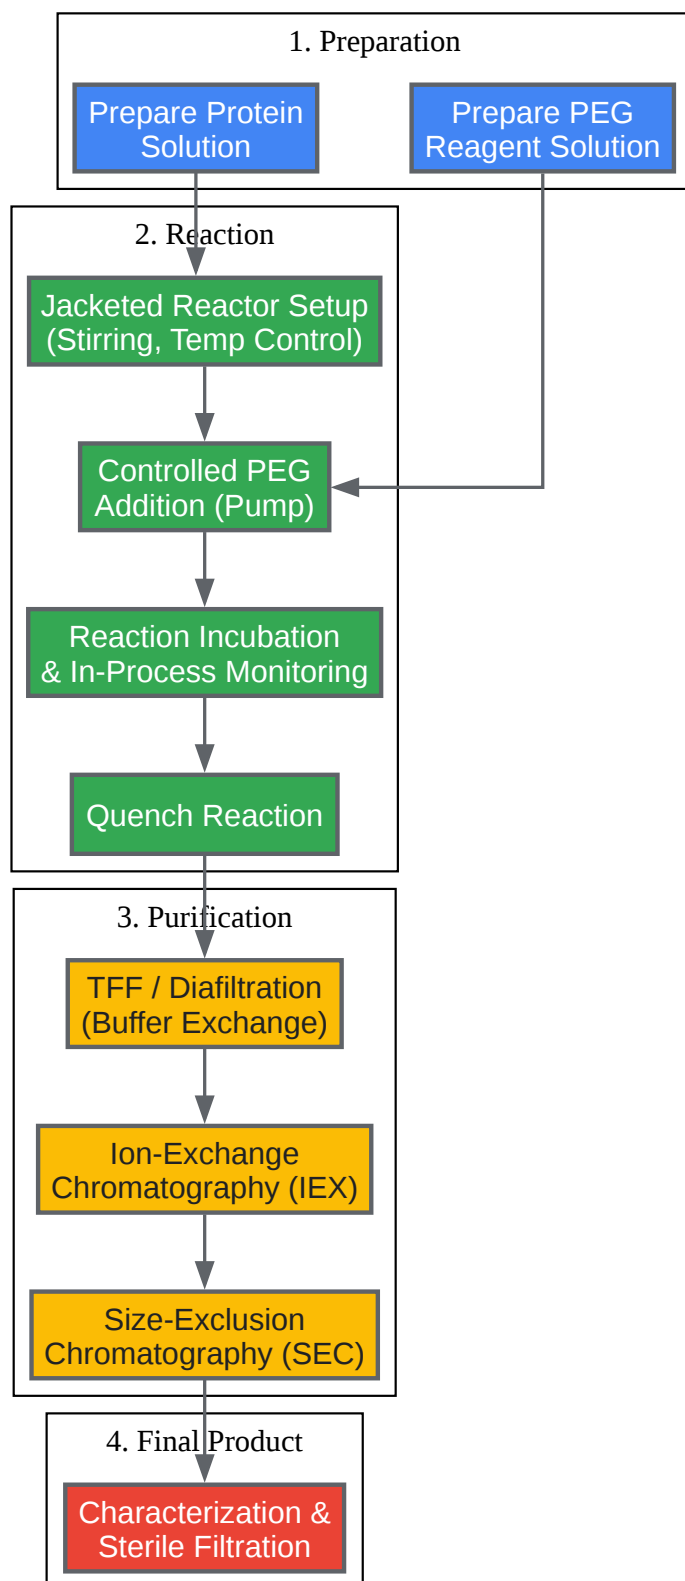 1. Preparation
Prepare Protein
Solution
Prepare PEG
Reagent Solution
2. Reaction
Jacketed Reactor Setup
(Stirring, Temp Control)
Controlled PEG
Addition (Pump)
Reaction Incubation
& In-Process Monitoring
Quench Reaction
3. Purification
TFF / Diafiltration
(Buffer Exchange)
Ion-Exchange
Chromatography (IEX)
Size-Exclusion
Chromatography (SEC)
4. Final Product
Characterization &
Sterile Filtration